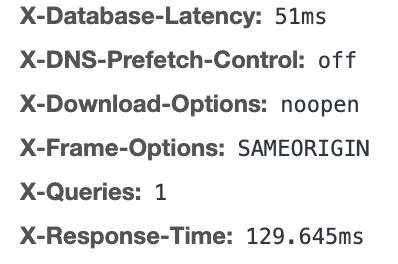 X-Database-Latency: 51ms
X-DNS-Prefetch-Control: off
X-Download-Options: noopen
X-Frame-Options: SAMEORIGIN
X-Queries: 1
X-Response-Time: 129.645ms